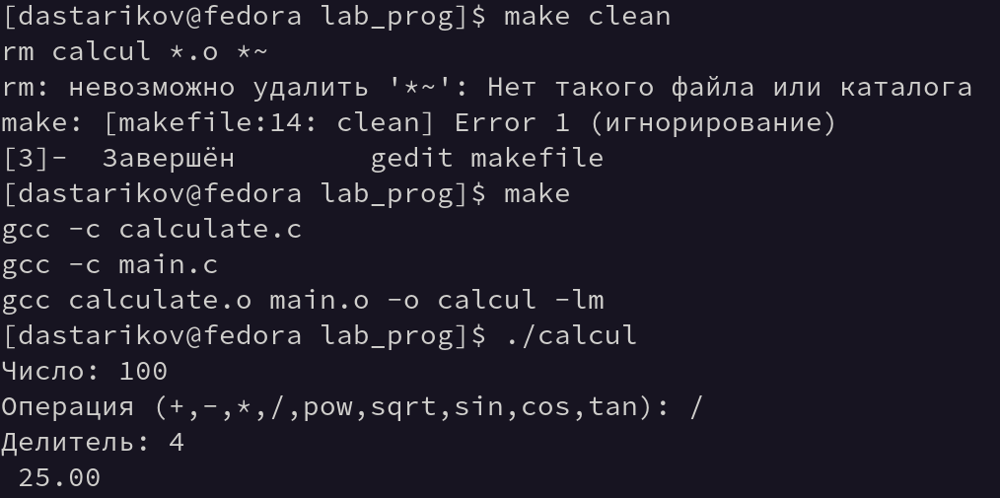 [dastarikov@fedora lab_prog]$ make clean
rm calcul *.o *~
rm: невозможно удалить '*~': Нет такого файла или каталога
make: [makefile:14: clean] Error 1 (игнорирование)
[3]-  Завершён        gedit makefile
[dastarikov@fedora lab_prog]$ make
gcc -c calculate.c
gcc -c main.c
gcc calculate.o main.o -o calcul -lm
[dastarikov@fedora lab_prog]$ ./calcul
Число: 100
Операция (+,-,*,/,pow,sqrt,sin,cos,tan): /
Делитель: 4
 25.00